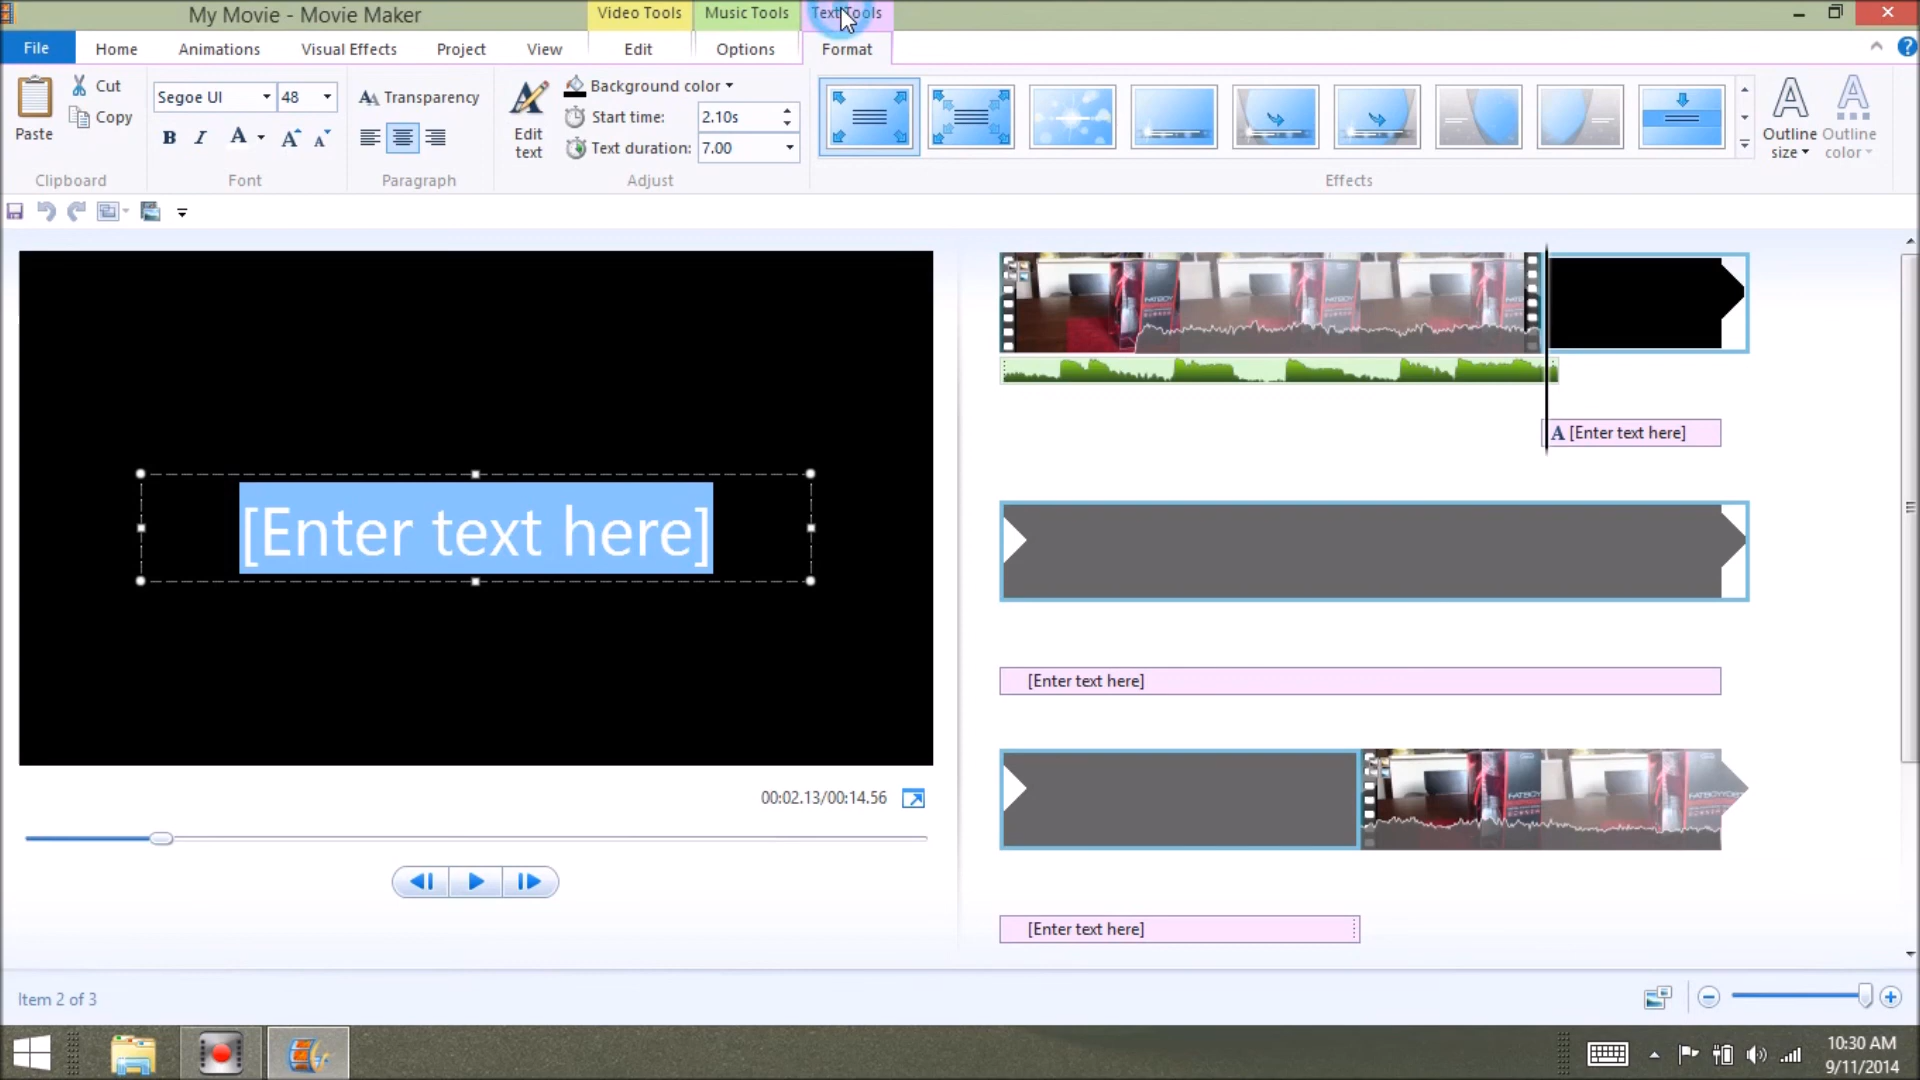 My Movie - Movie Maker
Video Tools
Music Tools
Text Tools
File
Home
Animations
Visual Effects
Project
View
Edit
Options
Format
Paste
Cut
Copy
Clipboard
Segoe UI
48
Font
Transparency
Paragraph
Edit
text
Background color
Start time:
2.10s
Text duration:
7.00
Adjust
Effects
Outline
size
Outline
color
[Enter text here]
00:02.13/00:14.56
A [Enter text here]
[Enter text here]
[Enter text here]
Item 2 of 3
10:30 AM
9/11/2014